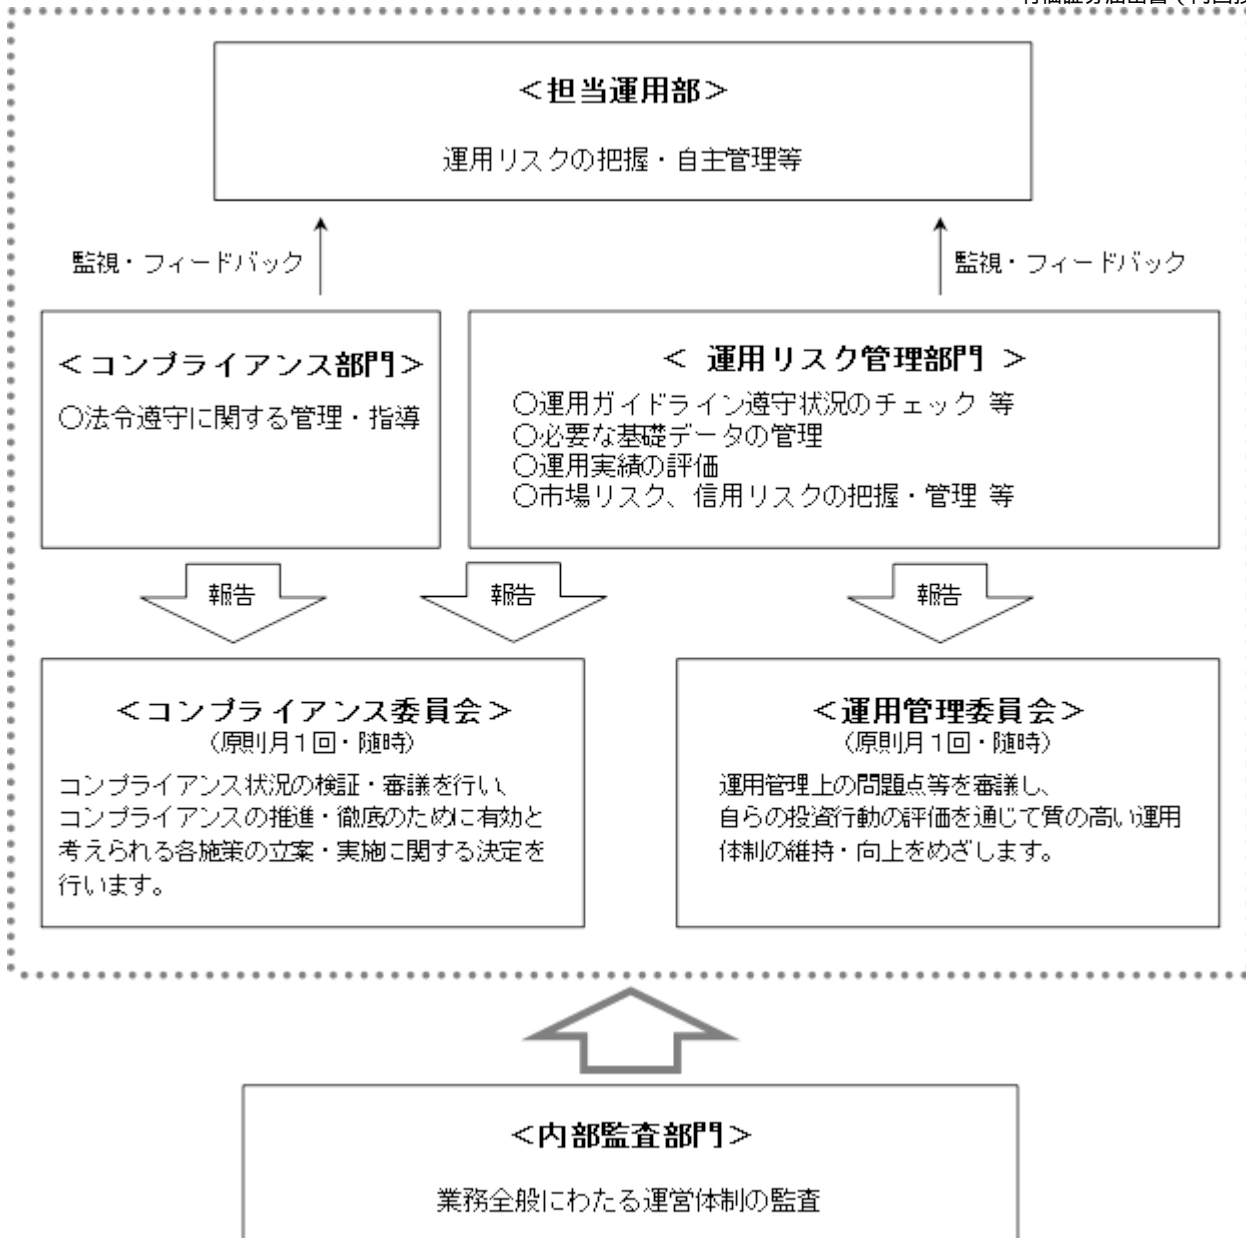 ＜担当運用部＞
運用リスクの把握・自主管理等
監視・フィードバック
監視・フィードバック
＜コンプライアンス部門＞
○法令遵守に関する管理・指導
＜ 運用リスク管理部門 ＞
○運用ガイドライン遵守状況のチェック 等
○必要な基礎データの管理
○運用実績の評価
○市場リスク、信用リスクの把握・管理 等
報告
報告
報告
＜コンプライアンス委員会＞
（原則月１回・随時）
コンプライアンス状況の検証・審議を行い、
コンプライアンスの推進・徹底のために有効と
考えられる各施策の立案・実施に関する決定を
行います。
＜運用管理委員会＞
（原則月１回・随時）
運用管理上の問題点等を審議し、
自らの投資行動の評価を通じて質の高い運用
体制の維持・向上をめざします。
＜内部監査部門＞
業務全般にわたる運営体制の監査